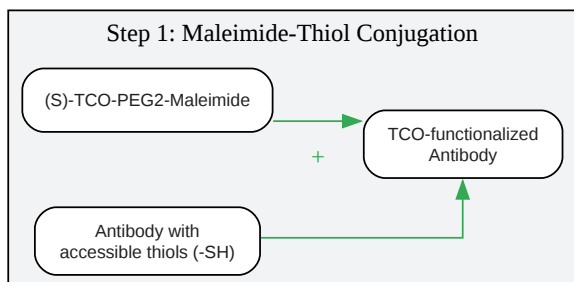 Step 1: Maleimide-Thiol Conjugation
(S)-TCO-PEG2-Maleimide
TCO-functionalized
Antibody
+
Antibody with
accessible thiols (-SH)